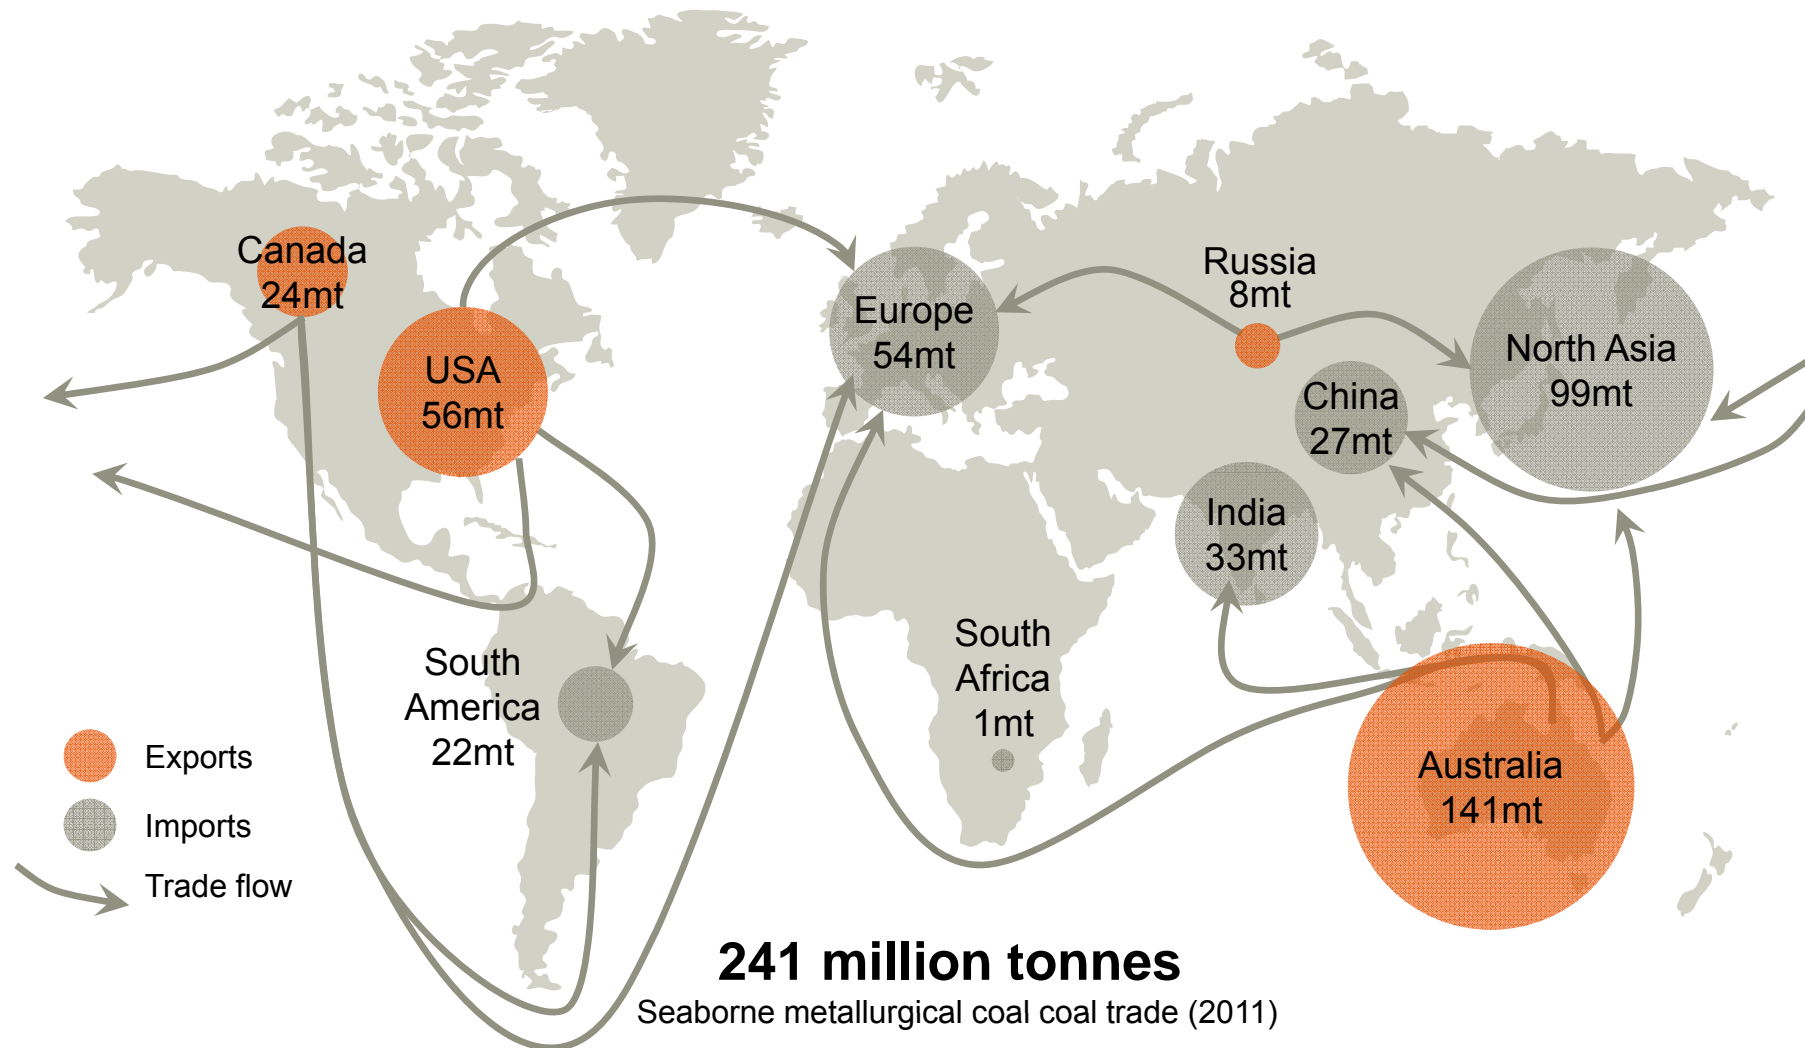 Canada
24mt
USA
56mt
Europe
54mt
Russia
8mt
North Asia
99mt
China
27mt
India
33mt
South
America
22mt
South
Africa
1mt
Australia
141mt
Exports
Imports
Trade flow
241 million tonnes
Seaborne metallurgical coal coal trade (2011)